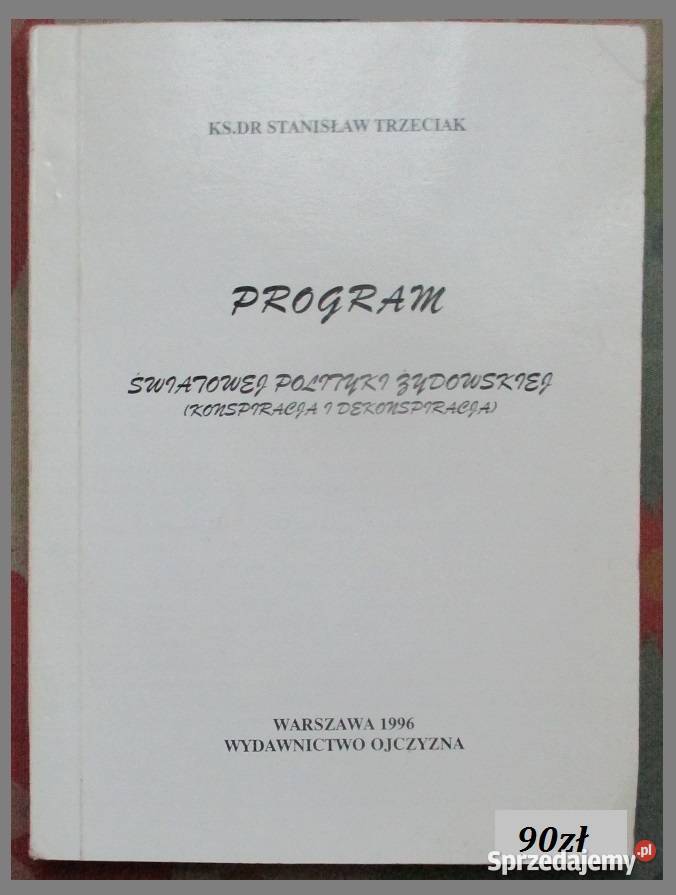 KS.DR STANISŁAW TRZECIAK
PROGRAM
ŚWIATOWEJ POLITYKI ŻYDOWSKIEJ
(KONSPIRACJA I DEKONSPIRACJA)
WARSZAWA 1996
WYDAWNICTWO OJCZYZNA
90zł
Sprzedajemy.pl